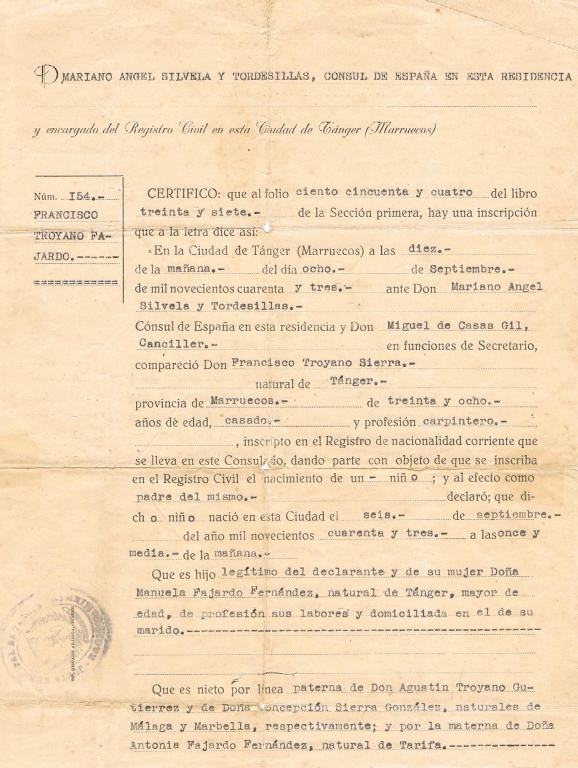 D MARIANO ANGEL SILVELA Y TORDESILLAS, CONSUL DE ESPAÑA EN ESTA RESIDENCIA
y encargado del Registro Civil en esta Ciudad de Tánger (Marruecos)
Núm. 154.-
FRANCISCO
TROYANO FA-
JARDO.------
============
CERTIFICO: que al folio ciento cincuenta y cuatro del libro
treinta y siete.- de la Sección primera, hay una inscripción
que a la letra dice así:
«En la Ciudad de Tánger (Marruecos) a las diez.-
de la mañana.- del día ocho.- de Septiembre.-
de mil novecientos cuarenta y tres.- ante Don Mariano Angel
Silvela y Tordesillas.-
Cónsul de España en esta residencia y Don Miguel de Casas Gil,
Canciller.- en funciones de Secretario,
compareció Don Francisco Troyano Sierra.-
natural de Tánger.-
provincia de Marruecos.- de treinta y ocho.-
años de edad, casado.- y profesión carpintero.-
, inscripto en el Registro de nacionalidad corriente que
se lleva en este Consulado, dando parte con objeto de que se inscriba
en el Registro Civil el nacimiento de un - niño ; y al efecto como
padre del mismo.- declaró; que di-
cho niño nació en esta Ciudad el seis.- de septiembre.-
del año mil novecientos cuarenta y tres.- a las once y
media.- de la mañana.-
Que es hijo legítimo del declarante y de su mujer Doña
Manuela Fajardo Fernández, natural de Tánger, mayor de
edad, de profesión sus labores y domiciliada en el de su
marido.-----------------------------------------------
Que es nieto por línea paterna de Don Agustin Troyano Gu-
tierrez y de Doña oncepción Sierra González, naturales de
Málaga y Marbella, respectivamente; y por la materna de Doña
Antonia Fajardo Fernández, natural de Tarifa.--------------